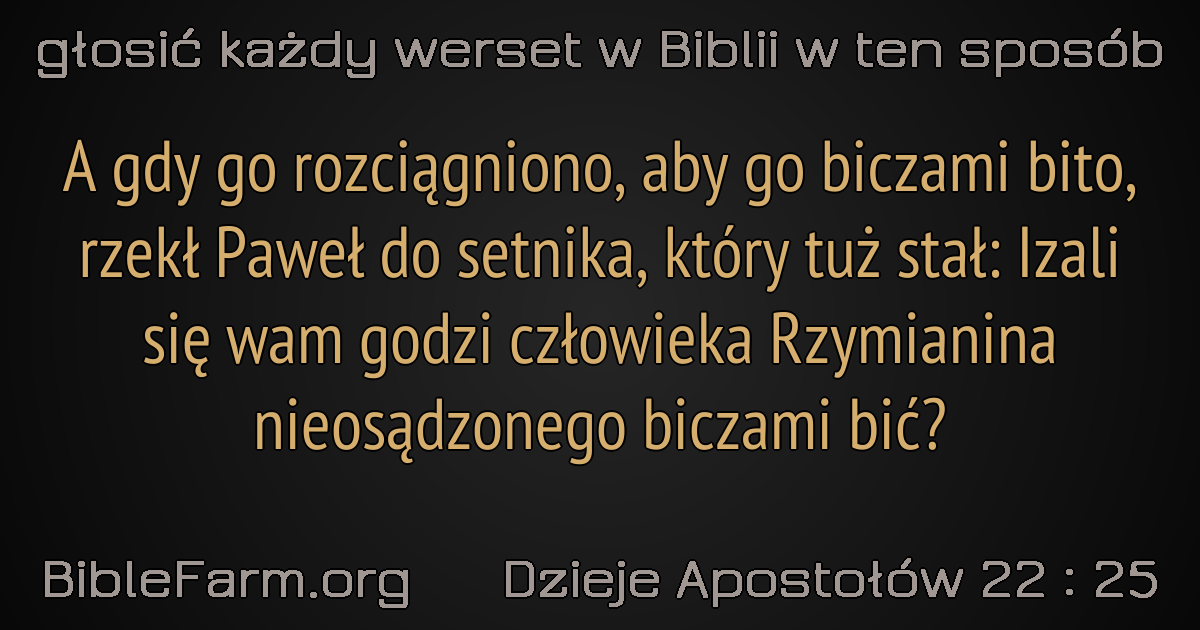 głosić każdy werset w Biblii w ten sposób
A gdy go rozciągniono, aby go biczami bito,
rzekł Paweł do setnika, który tuż stał: Izali
się wam godzi człowieka Rzymianina
nieosądzonego biczami bić?
BibleFarm.org Dzieje Apostołów 22 : 25